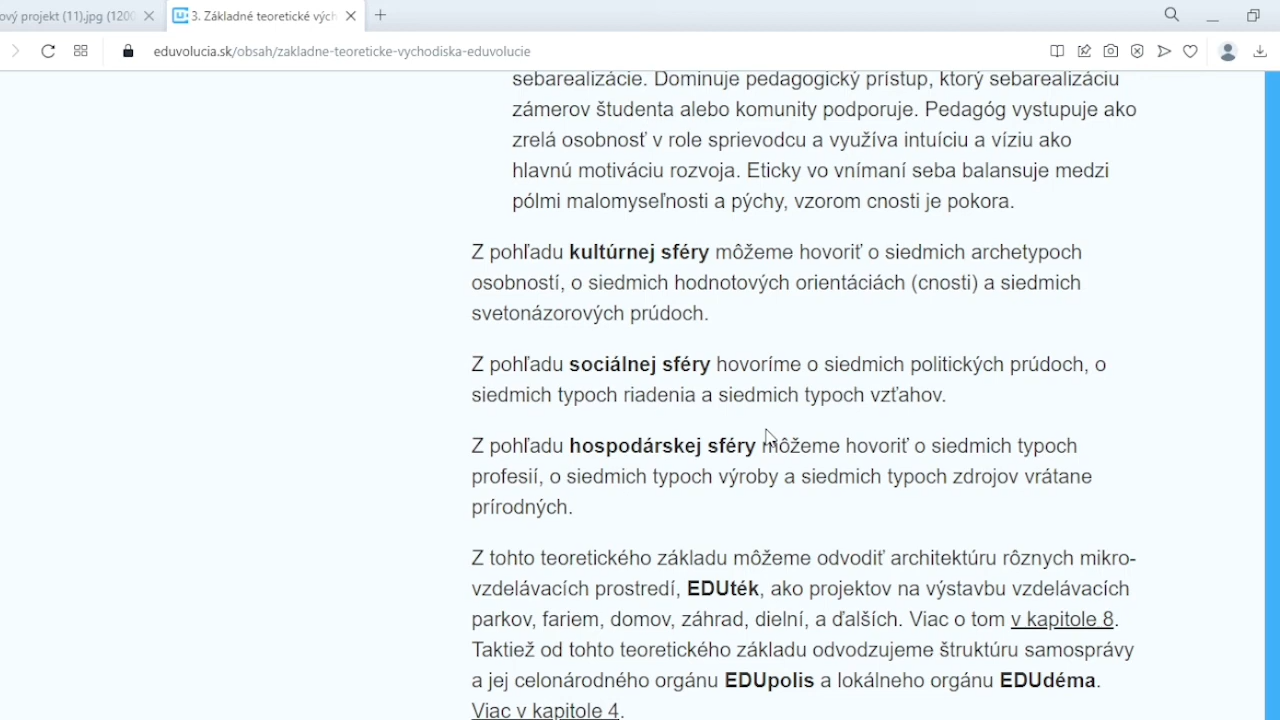 ový projekt (11).jpg (120
3. Základné teoretické vých
eduvolucia.sk/obsah/zakladne-teoreticke-vychodiska-eduvolucie
sebarealizácie. Dominuje pedagogický prístup, ktorý sebarealizáciu
zámerov študenta alebo komunity podporuje. Pedagóg vystupuje ako
zrelá osobnosť v role sprievodcu a využíva intuíciu a víziu ako
hlavnú motiváciu rozvoja. Eticky vo vnímaní seba balansuje medzi
pólmi malomyseľnosti a pýchy, vzorom cnosti je pokora.
Z pohľadu kultúrnej sféry môžeme hovoriť o siedmich archetypoch
osobností, o siedmich hodnotových orientáciách (cnosti) a siedmich
svetonázorových prúdoch.
Z pohľadu sociálnej sféry hovoríme o siedmich politických prúdoch, o
siedmich typoch riadenia a siedmich typoch vzťahov.
Z pohľadu hospodárskej sféry môžeme hovoriť o siedmich typoch
profesií, o siedmich typoch výroby a siedmich typoch zdrojov vrátane
prírodných.
Z tohto teoretického základu môžeme odvodiť architektúru rôznych mikro-
vzdelávacích prostredí, EDUték, ako projektov na výstavbu vzdelávacích
parkov, fariem, domov, záhrad, dielní, a ďalších. Viac o tom v kapitole 8.
Taktiež od tohto teoretického základu odvodzujeme štruktúru samosprávy
a jej celonárodného orgánu EDUpolis a lokálneho orgánu EDUdéma.
Viac v kapitole 4.